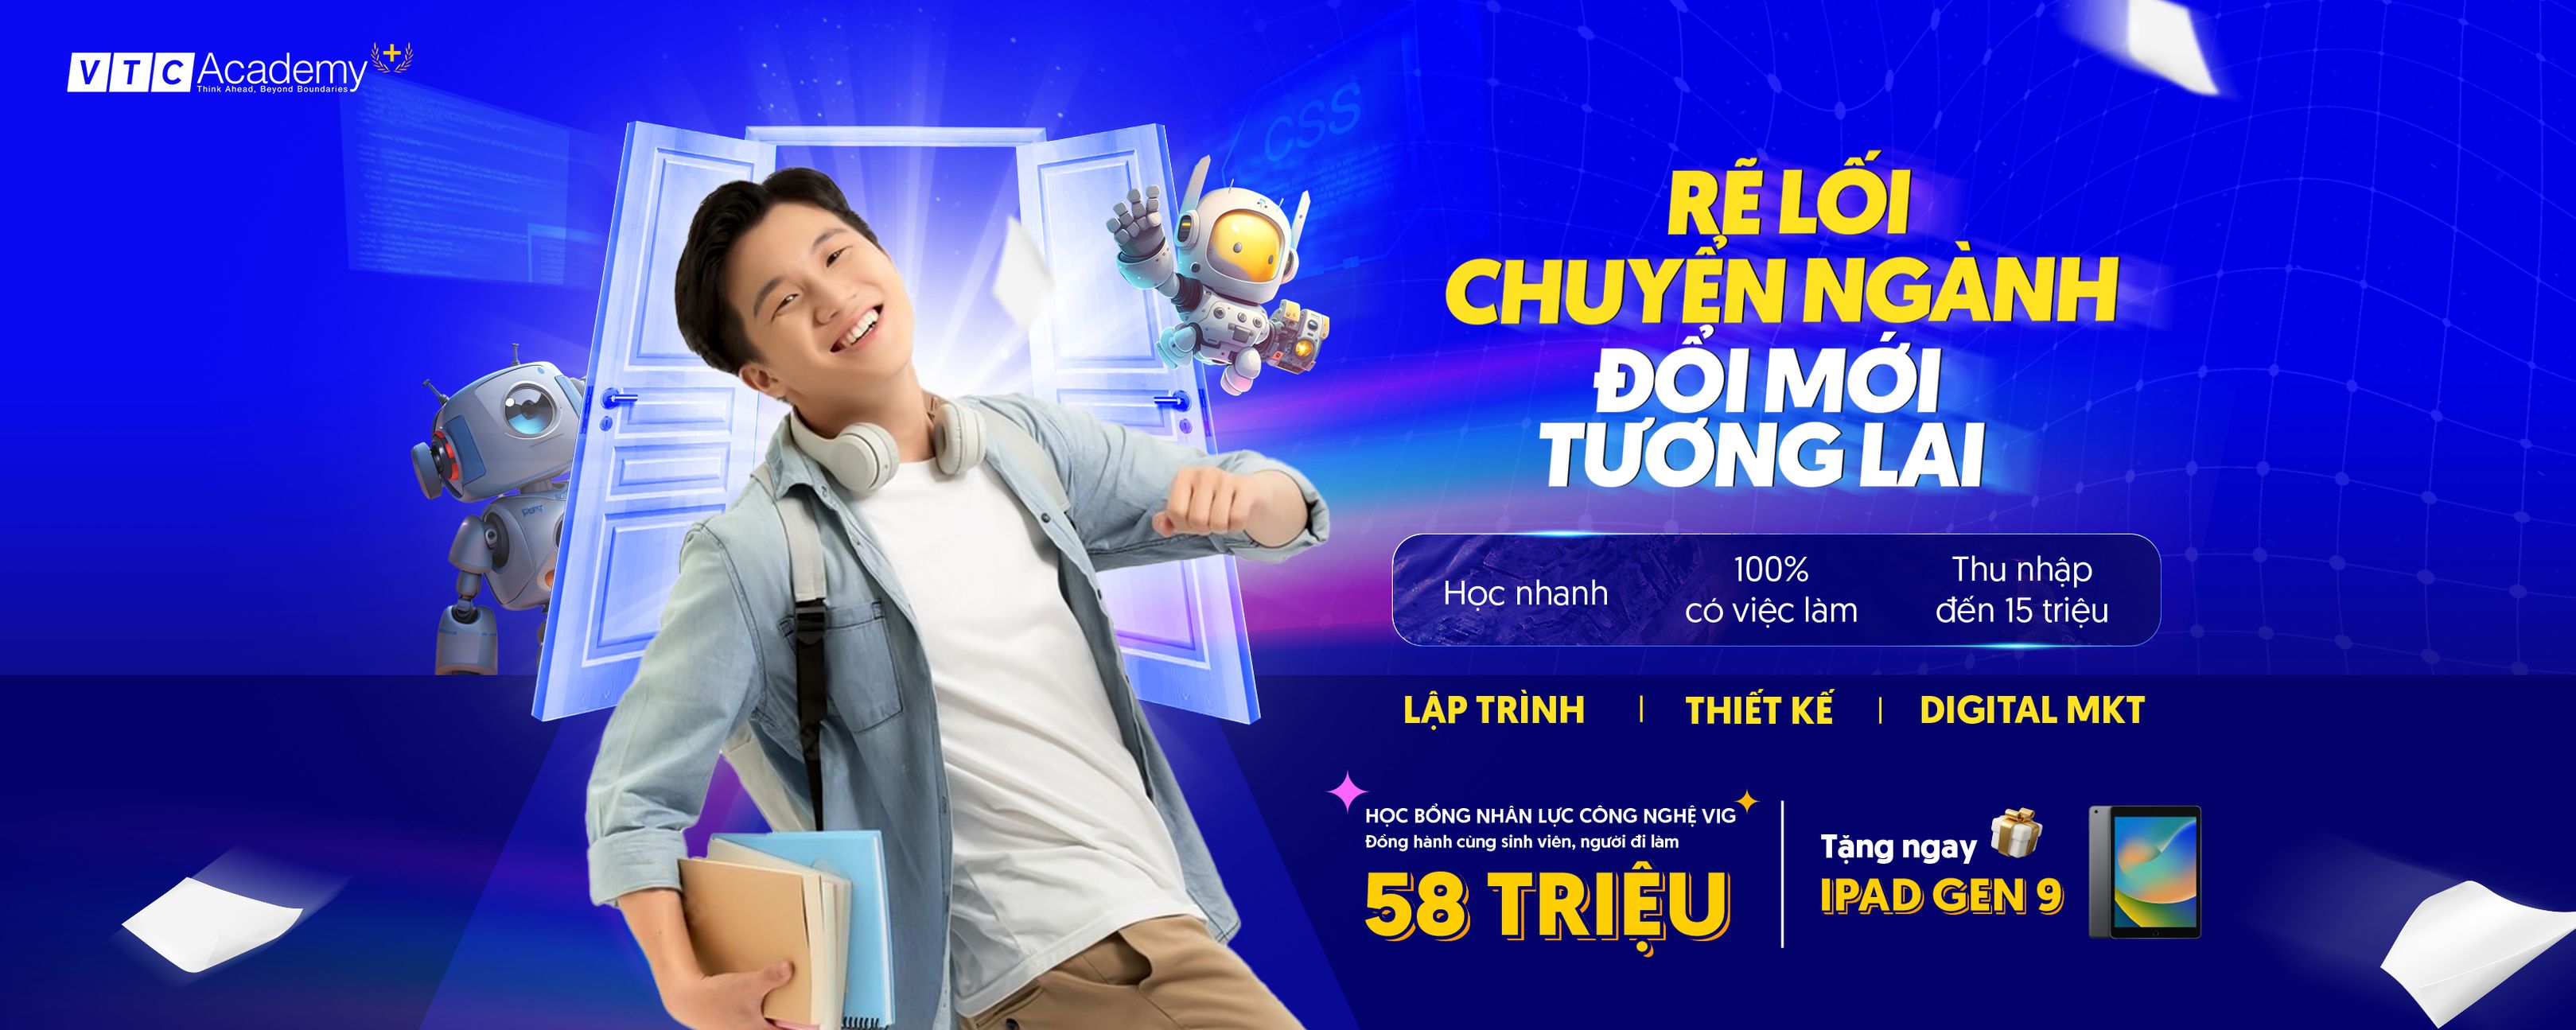 VTC Academy
Think Ahead, Beyond Boundaries
CSS
RẼ LỐI
CHUYỂN NGÀNH
ĐỔI MỚI
TƯƠNG LAI
Học nhanh
100%
có việc làm
Thu nhập
đến 15 triệu
LẬP TRÌNH | THIẾT KẾ | DIGITAL MKT
HỌC BỔNG NHÂN LỰC CÔNG NGHỆ VIG
Đồng hành cùng sinh viên, người đi làm
58 TRIỆU
Tặng ngay
IPAD GEN 9